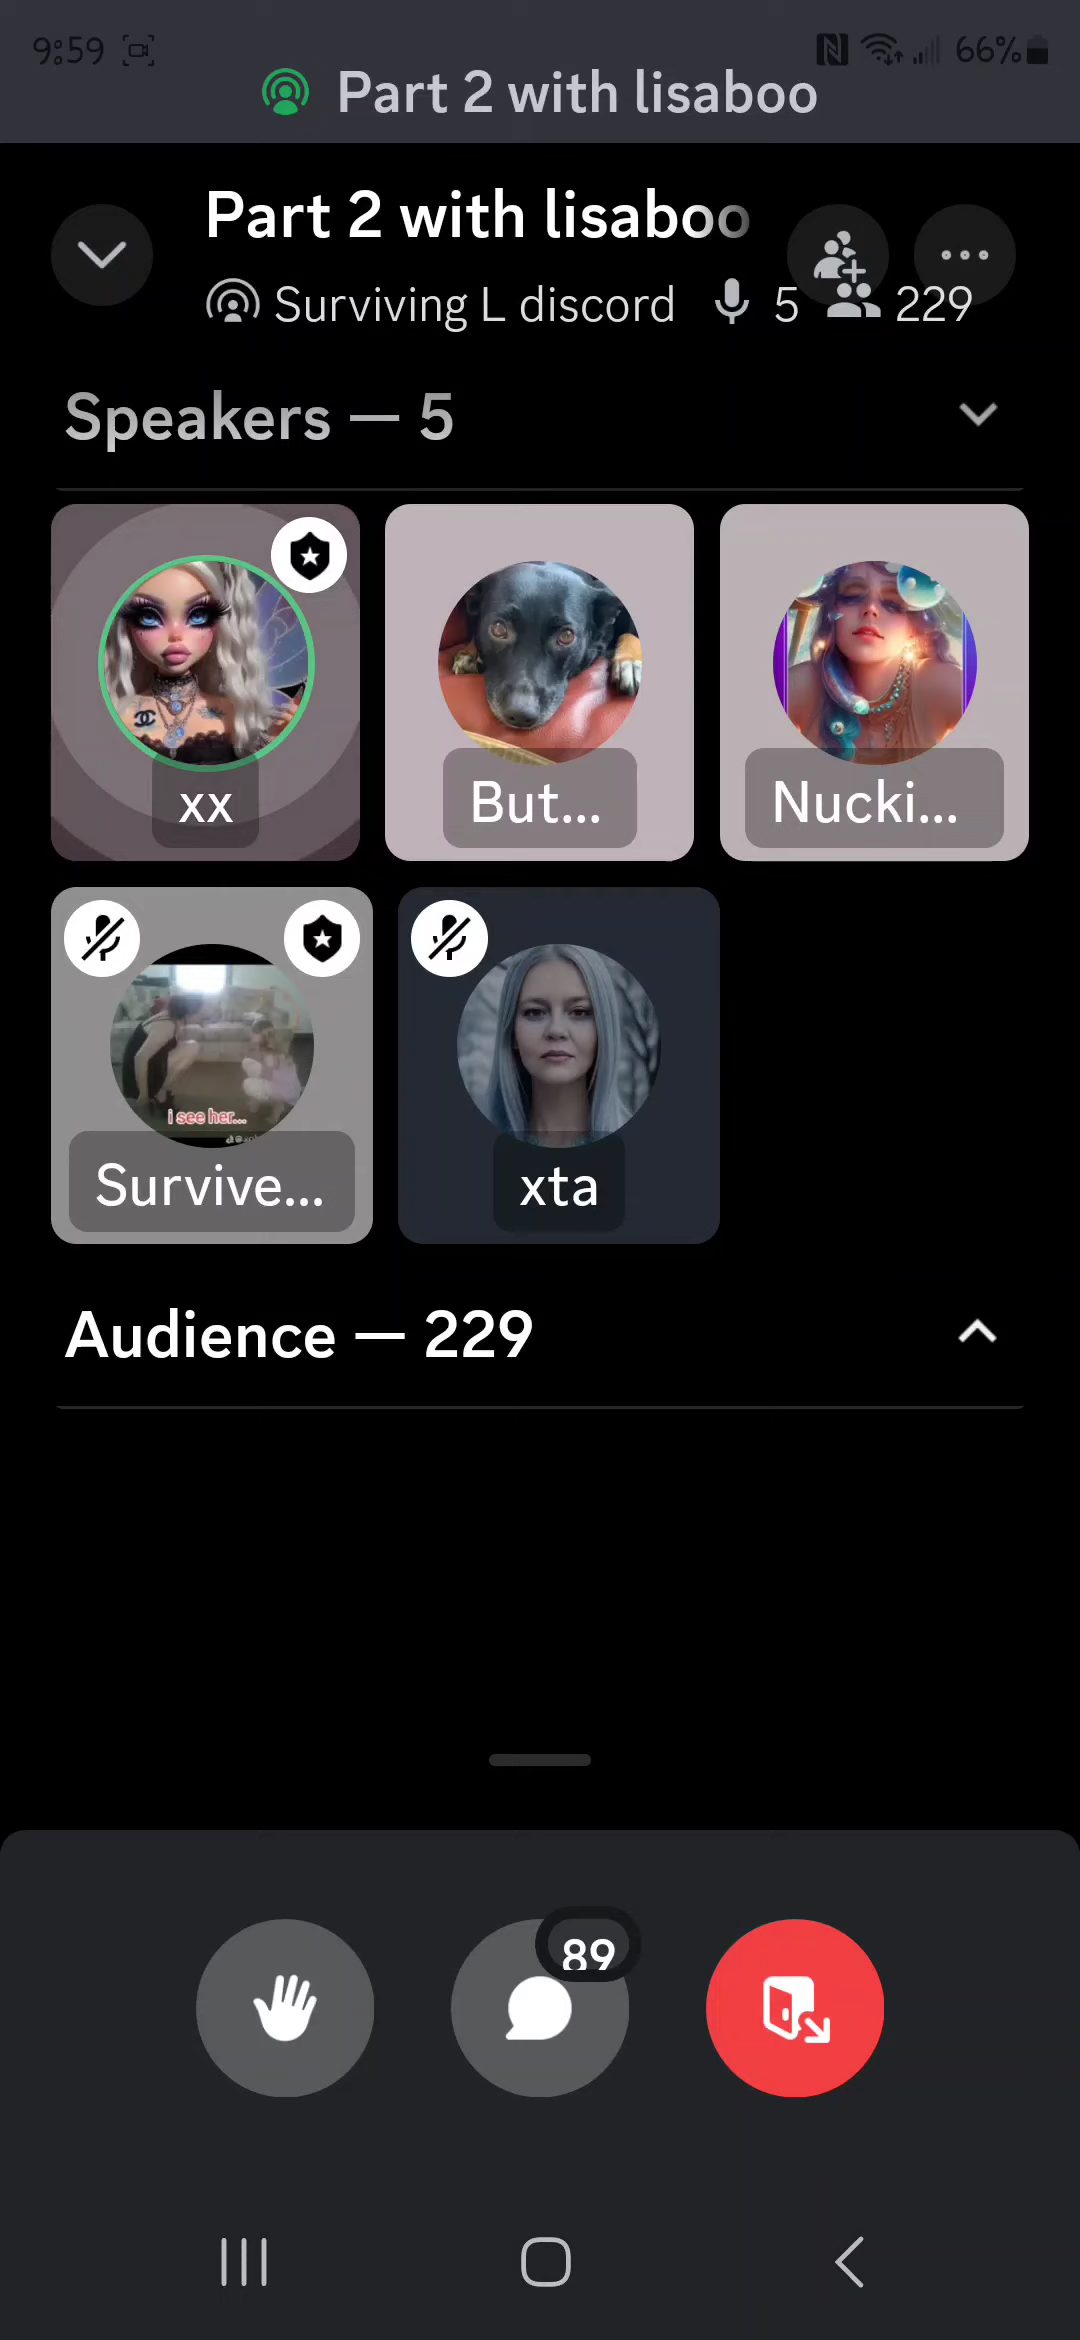 9:59 66%
Part 2 with lisaboo
Part 2 with lisaboo
Surviving L discord 5 229
Speakers — 5
xx But... Nucki...
i see her...
Survive... xta
Audience — 229
89